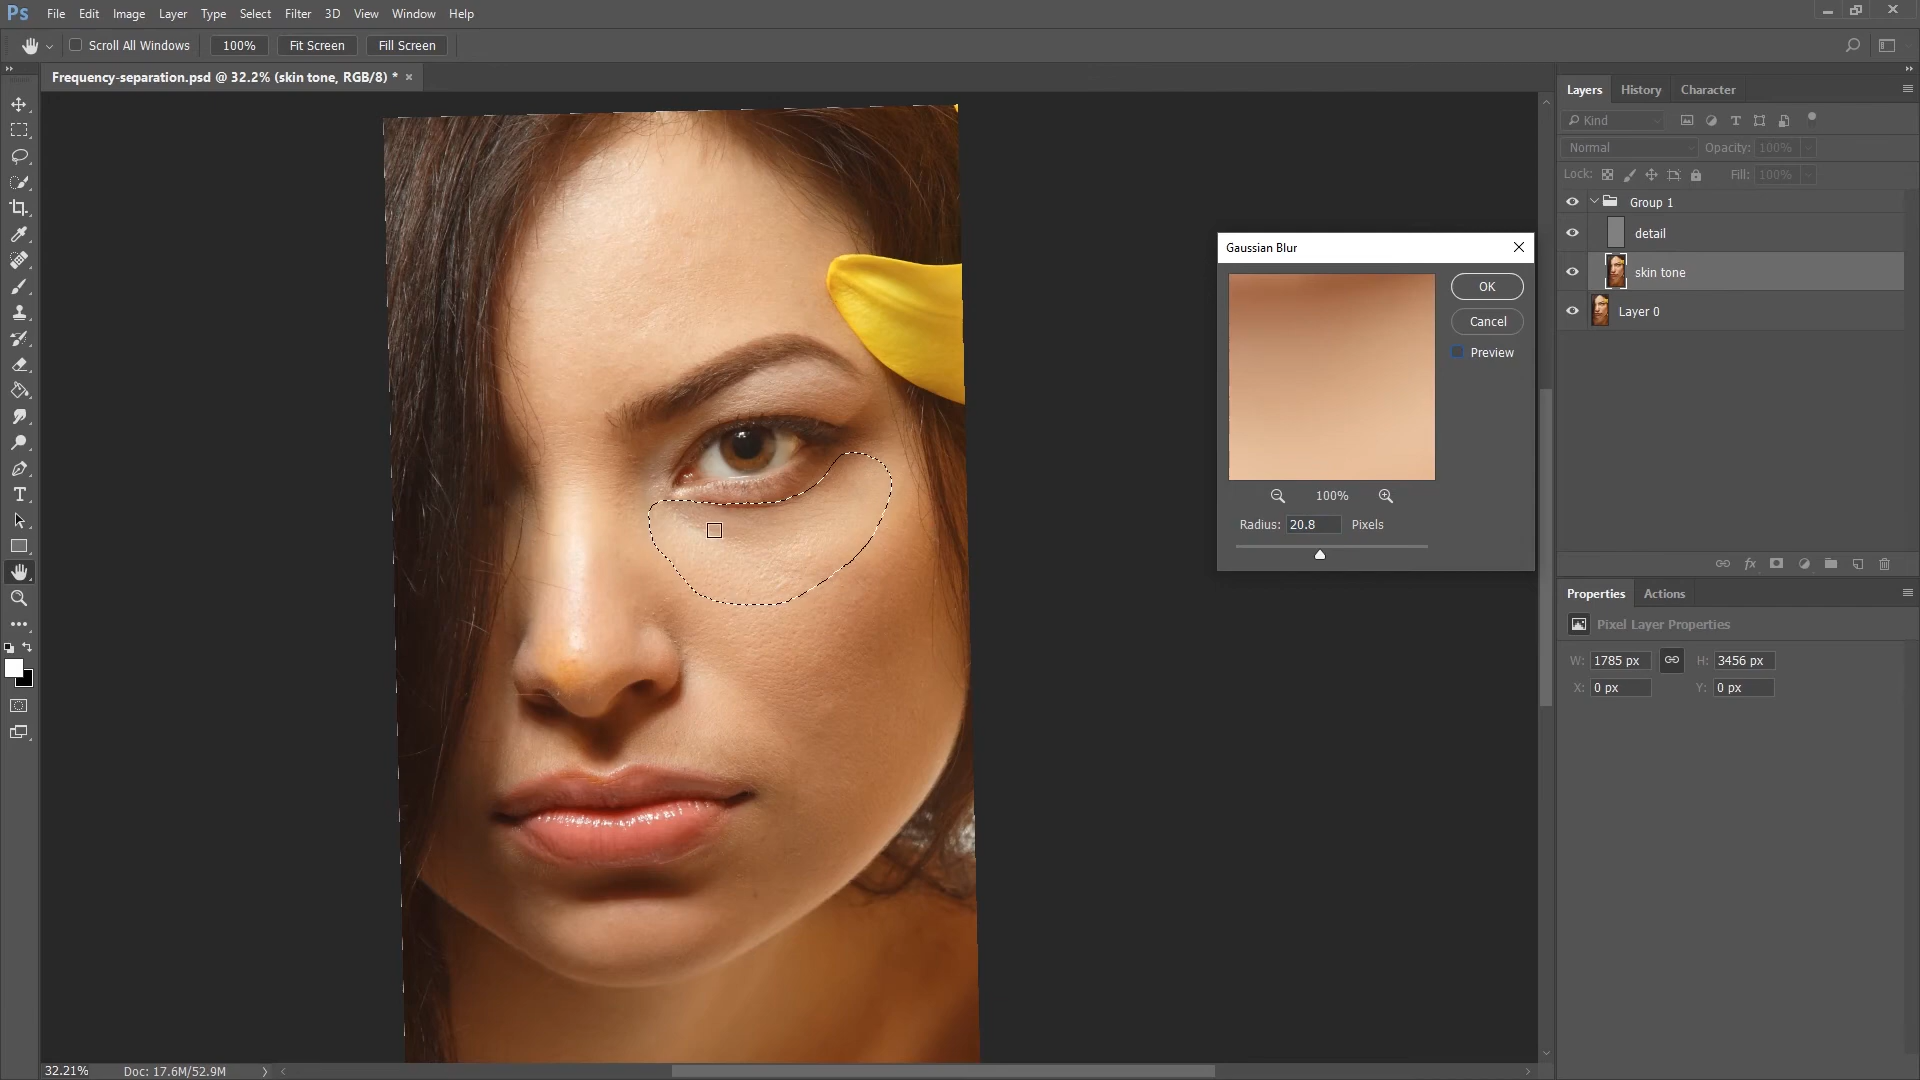 Ps File Edit Image Layer Type Select Filter 3D View Window Help
Scroll All Windows 100% Fit Screen Fill Screen
Frequency-separation.psd @ 32.2% (skin tone, RGB/8) * ×
Layers History Character
Kind
Normal Opacity: 100%
Lock: Fill: 100%
Group 1
detail
skin tone
Layer 0
Gaussian Blur
OK
Cancel
Preview
100%
Radius: 20.8 Pixels
fx
Properties Actions
Pixel Layer Properties
W: 1785 px H: 3456 px
X: 0 px Y: 0 px
32.21% Doc: 17.6M/52.9M